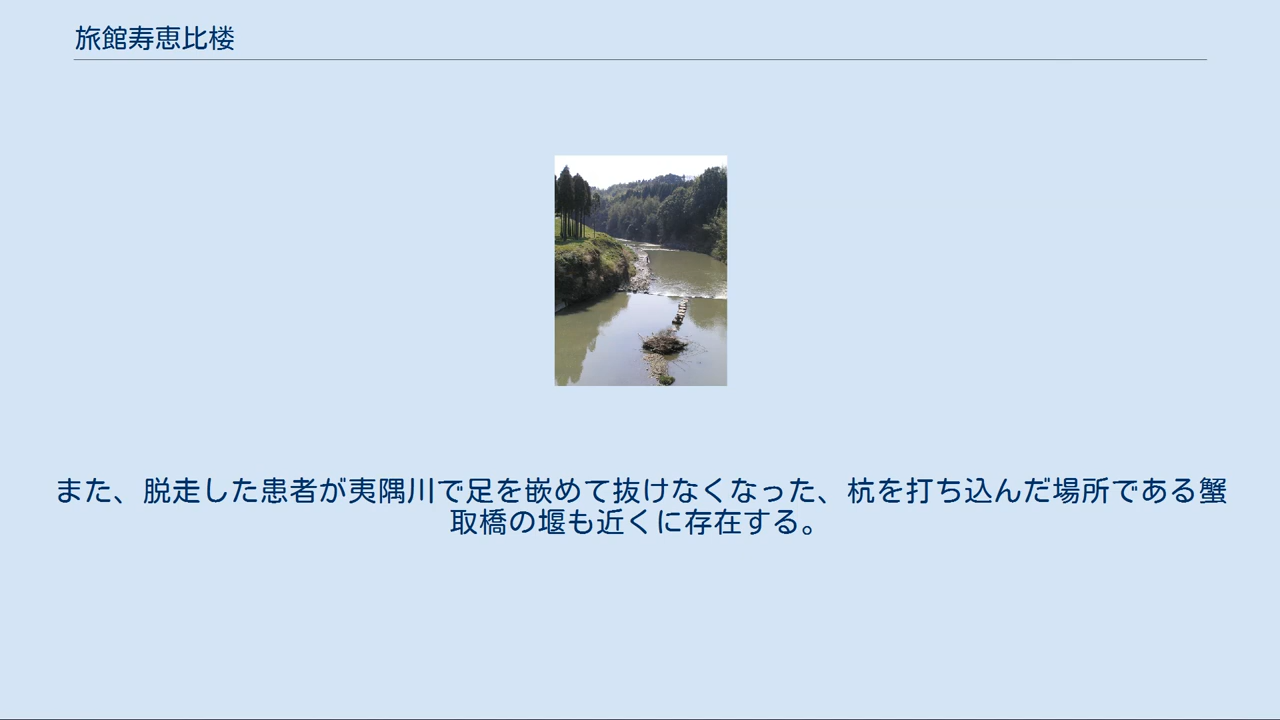 旅館寿恵比楼
また、脱走した患者が夷隅川で足を嵌めて抜けなくなった、杭を打ち込んだ場所である蟹
取橋の堰も近くに存在する。